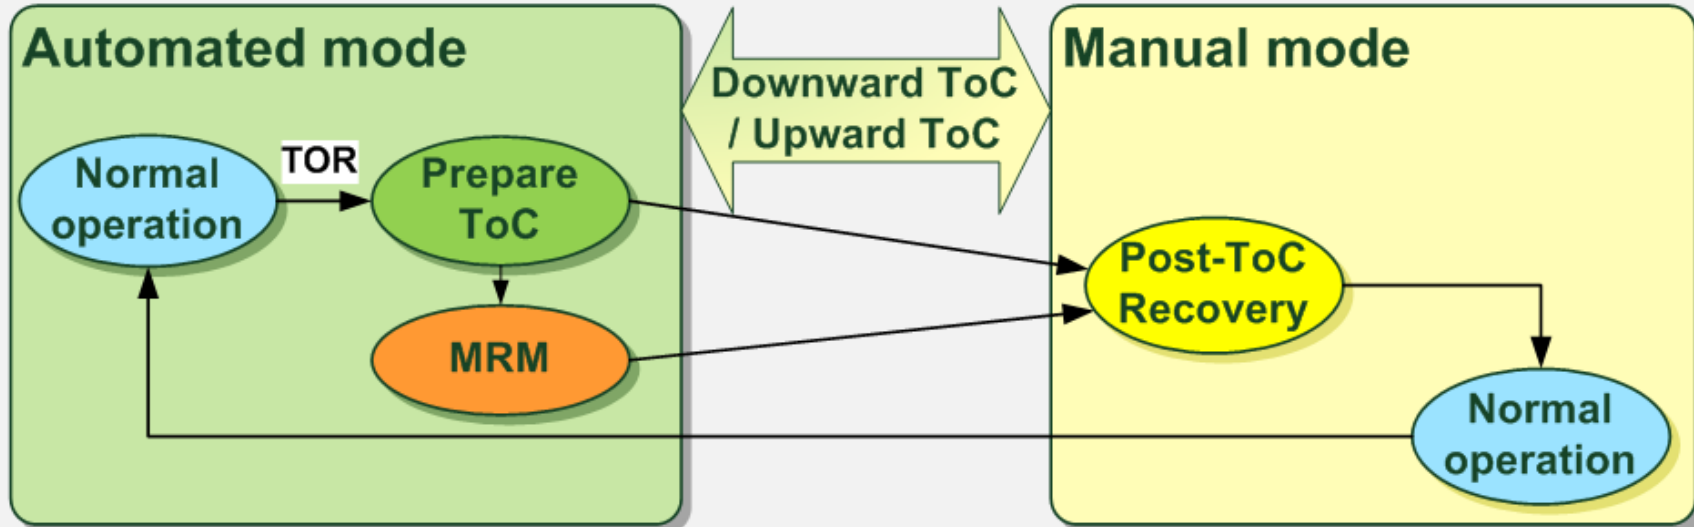 Automated mode
Downward ToC
/ Upward ToC
Manual mode
Normal
operation
TOR
Prepare
ToC
MRM
Post-ToC
Recovery
Normal
operation